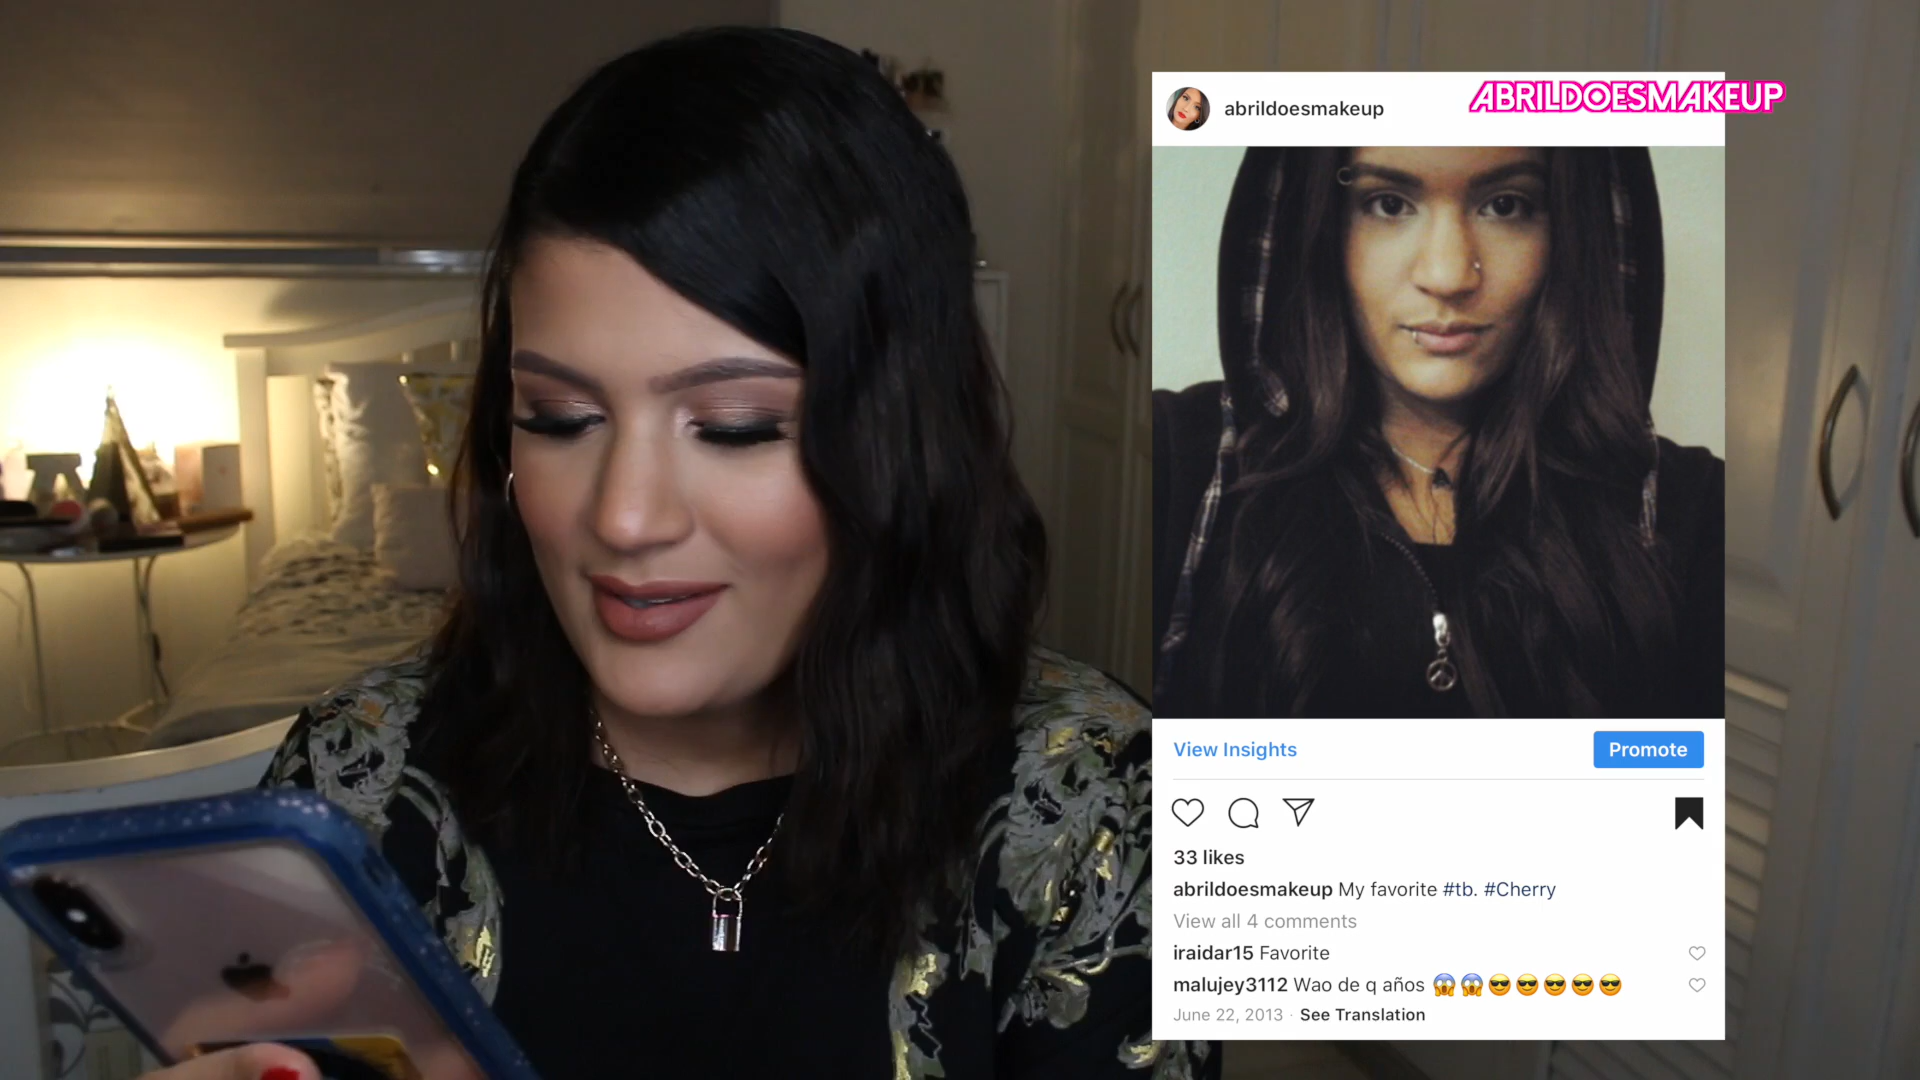 abrildoesmakeup
ABRILDOESMAKEUP
View Insights
Promote
33 likes
abrildoesmakeup My favorite #tb. #Cherry
View all 4 comments
iraidar15 Favorite
malujey3112 Wao de q años 😱😱😎😎😎😎😎
June 22, 2013 · See Translation